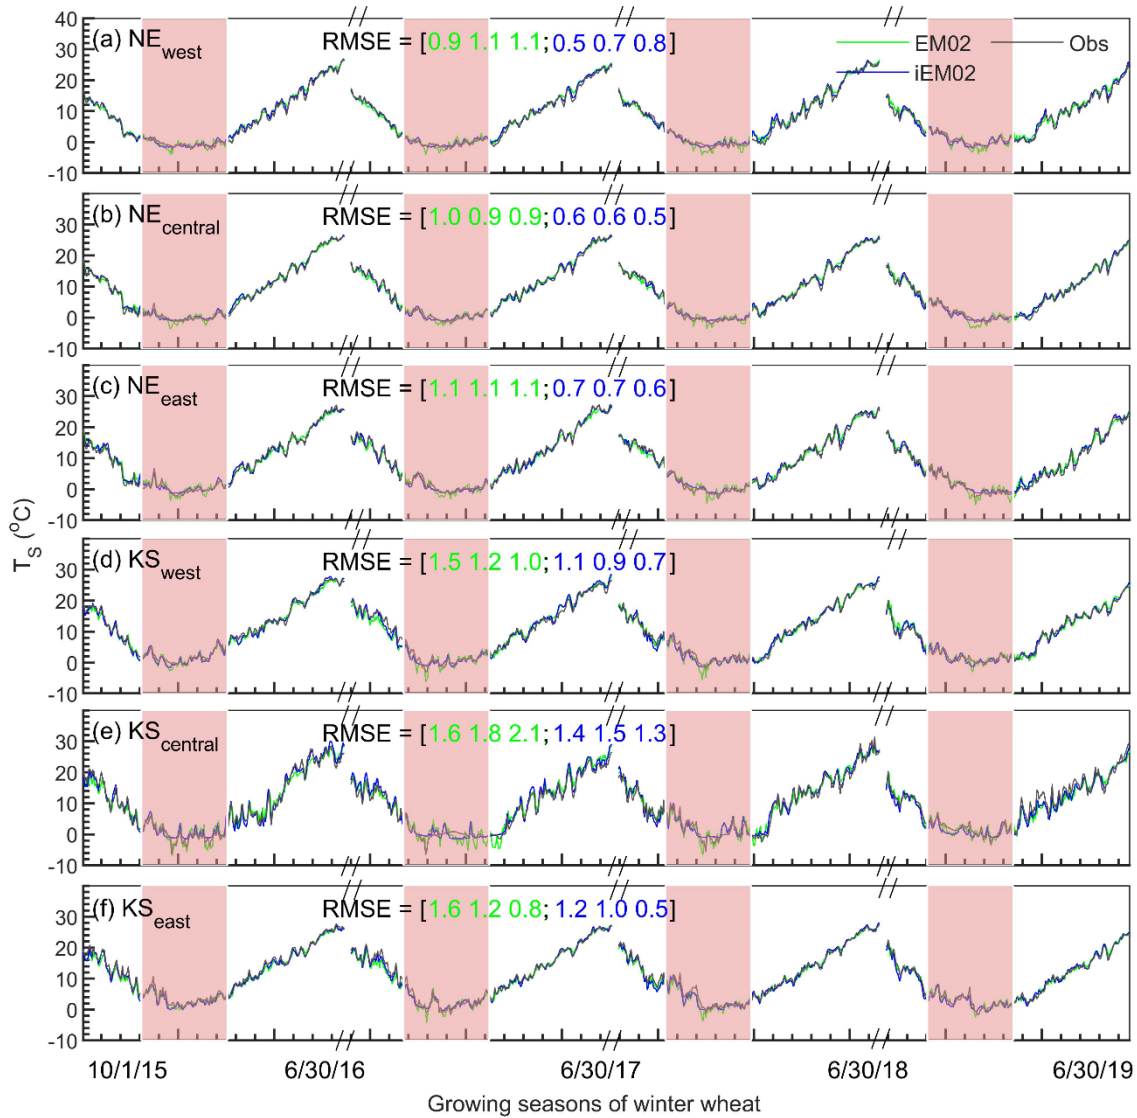 40
(a) NE_west RMSE = [0.9 1.1 1.1; 0.5 0.7 0.8]
EM02 Obs
iEM02
30
20
10
0
-10
(b) NE_central RMSE = [1.0 0.9 0.9; 0.6 0.6 0.5]
30
20
10
0
-10
(c) NE_east RMSE = [1.1 1.1 1.1; 0.7 0.7 0.6]
30
20
10
0
-10
T_S (°C)
(d) KS_west RMSE = [1.5 1.2 1.0; 1.1 0.9 0.7]
30
20
10
0
-10
(e) KS_central RMSE = [1.6 1.8 2.1; 1.4 1.5 1.3]
30
20
10
0
-10
(f) KS_east RMSE = [1.6 1.2 0.8; 1.2 1.0 0.5]
30
20
10
0
-10
10/1/15 6/30/16 6/30/17 6/30/18 6/30/19
Growing seasons of winter wheat